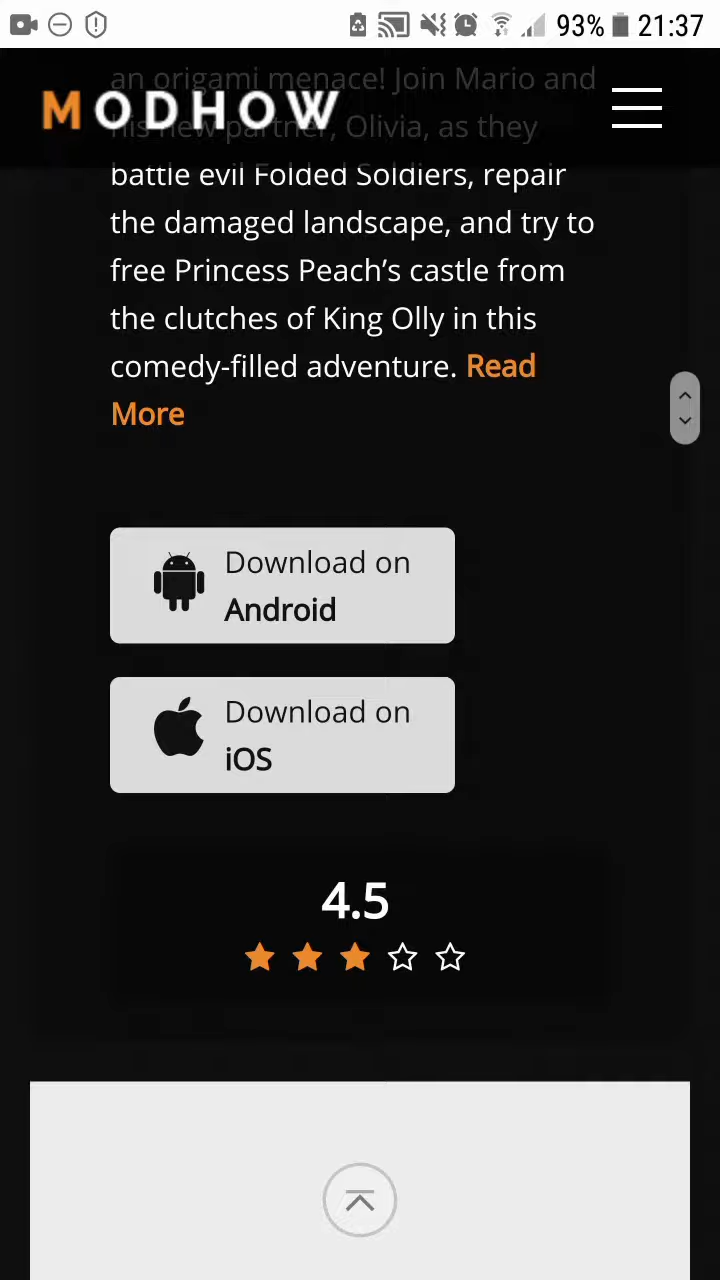 93% 21:37
an origami menace! Join Mario and
MODHOW
his new partner, Olivia, as they
battle evil Folded Soldiers, repair
the damaged landscape, and try to
free Princess Peach’s castle from
the clutches of King Olly in this
comedy-filled adventure. Read
More
Download on
Android
Download on
iOS
4.5